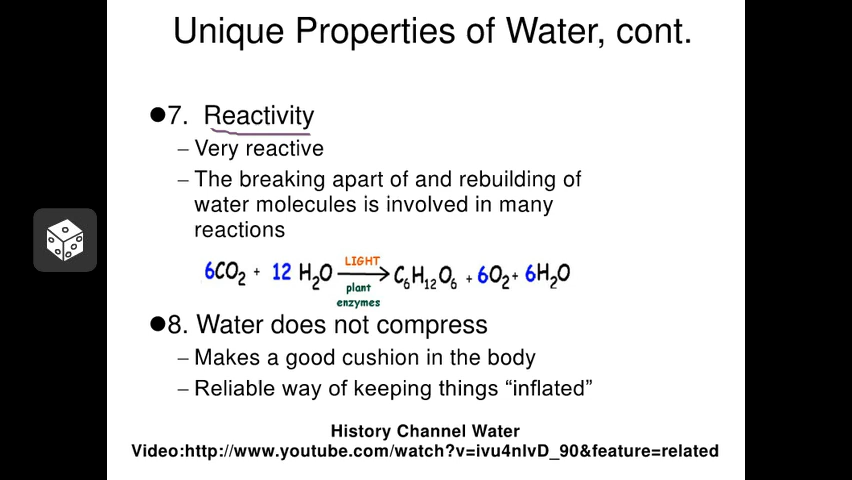 Unique Properties of Water, cont.
●7. Reactivity
– Very reactive
– The breaking apart of and rebuilding of
water molecules is involved in many
reactions
6CO₂ + 12 H₂O LIGHT → plant enzymes C₆H₁₂O₆ + 6O₂ + 6H₂O
●8. Water does not compress
– Makes a good cushion in the body
– Reliable way of keeping things “inflated”
History Channel Water
Video:http://www.youtube.com/watch?v=ivu4nlvD_90&feature=related